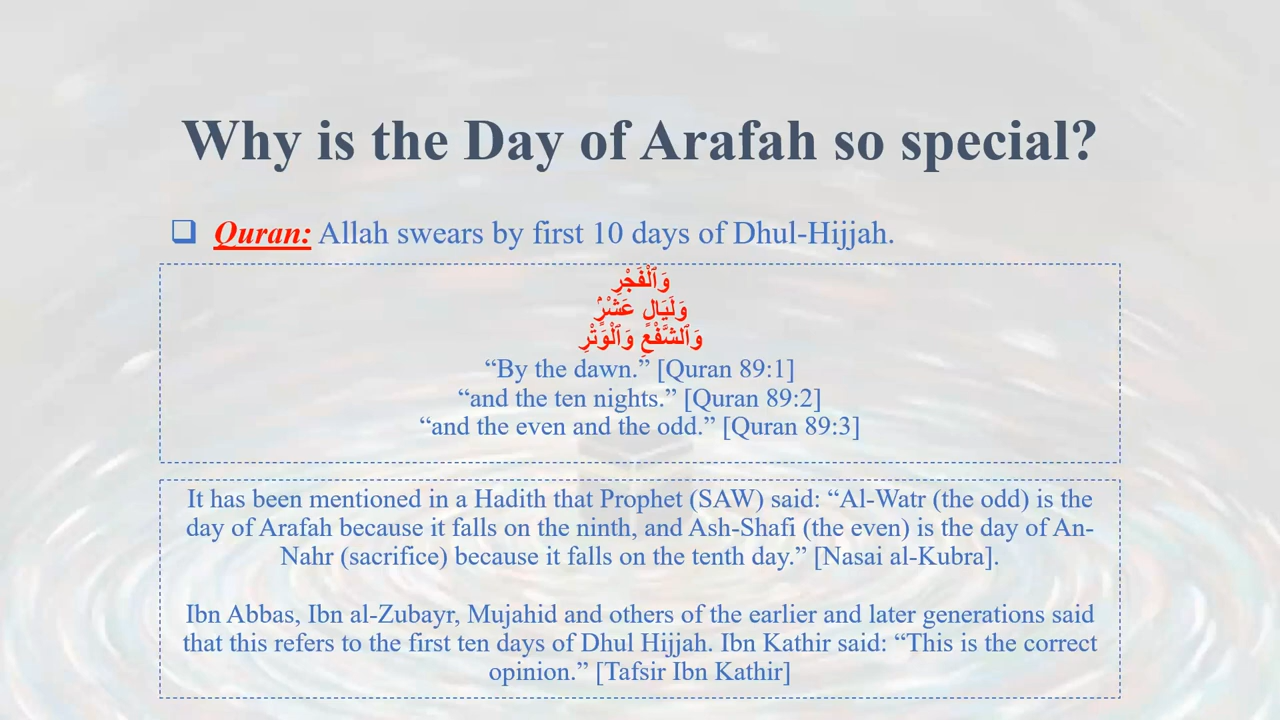 Why is the Day of Arafah so special?
❑ Quran: Allah swears by first 10 days of Dhul-Hijjah.
وَٱلْفَجْرِ
وَلَيَالٍ عَشْرٍۢ
وَٱلشَّفْعِ وَٱلْوَتْرِ
“By the dawn.” [Quran 89:1]
“and the ten nights.” [Quran 89:2]
“and the even and the odd.” [Quran 89:3]
It has been mentioned in a Hadith that Prophet (SAW) said: “Al-Watr (the odd) is the
day of Arafah because it falls on the ninth, and Ash-Shafi (the even) is the day of An-
Nahr (sacrifice) because it falls on the tenth day.” [Nasai al-Kubra].
Ibn Abbas, Ibn al-Zubayr, Mujahid and others of the earlier and later generations said
that this refers to the first ten days of Dhul Hijjah. Ibn Kathir said: “This is the correct
opinion.” [Tafsir Ibn Kathir]